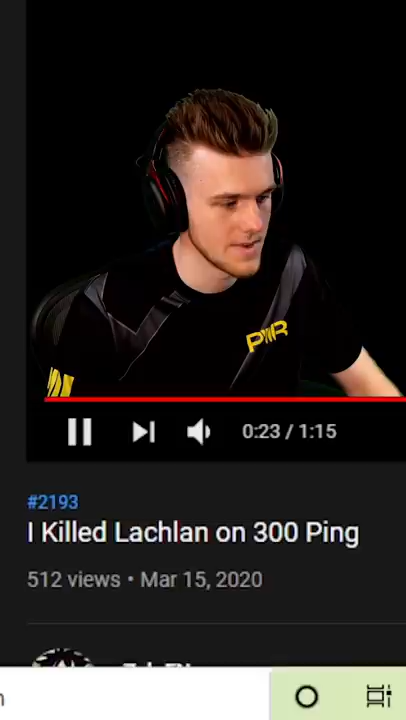 PWR
0:23 / 1:15
#2193
I Killed Lachlan on 300 Ping
512 views • Mar 15, 2020